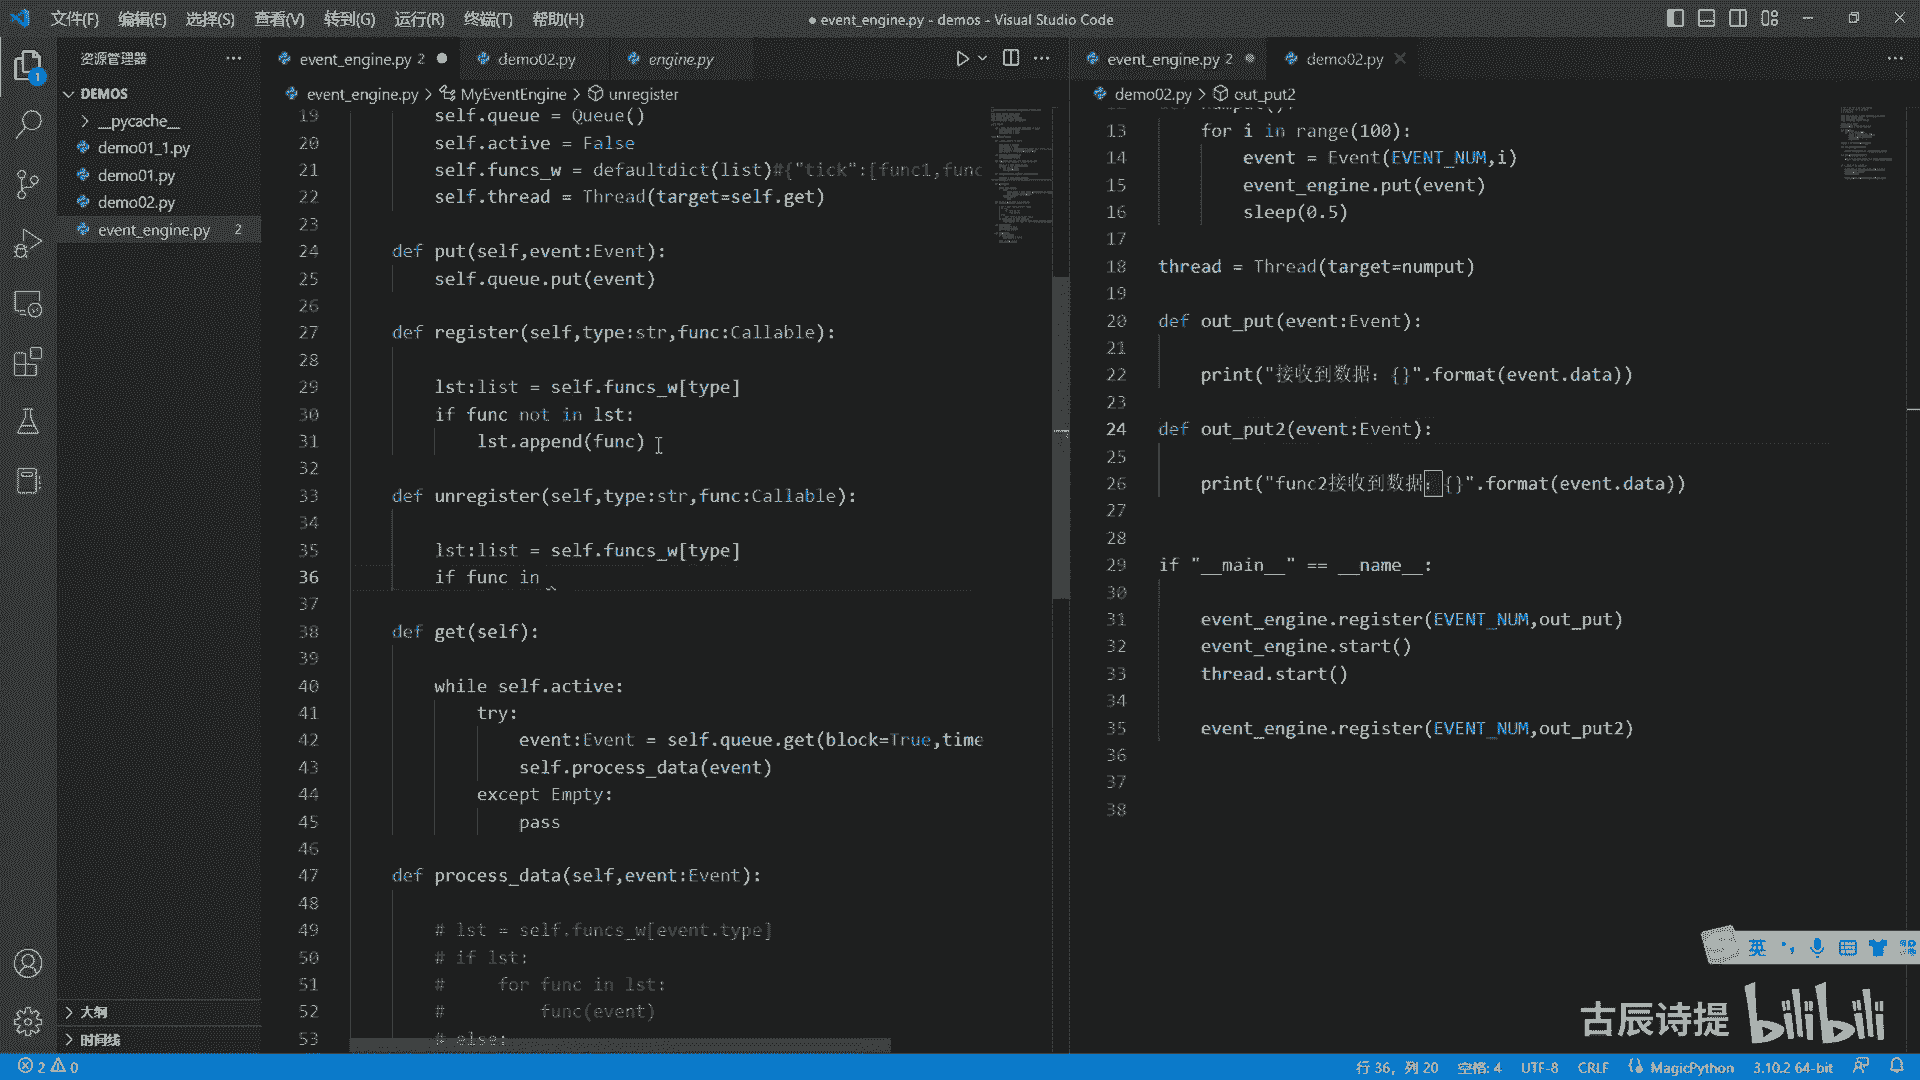 文件(F) 编辑(E) 选择(S) 查看(V) 转到(G) 运行(R) 终端(T) 帮助(H)
● event_engine.py - demos - Visual Studio Code
资源管理器 ···
DEMOS
__pycache__
demo01_1.py
demo01.py
demo02.py
event_engine.py 2
大纲
时间线
1
event_engine.py 2 demo02.py engine.py
event_engine.py > MyEventEngine > unregister
19 self.queue = Queue()
20 self.active = False
21 self.funcs_w = defaultdict(list)#{"tick":[func1,func
22 self.thread = Thread(target=self.get)
23
24 def put(self,event:Event):
25 self.queue.put(event)
26
27 def register(self,type:str,func:Callable):
28
29 lst:list = self.funcs_w[type]
30 if func not in lst:
31 lst.append(func)
32
33 def unregister(self,type:str,func:Callable):
34
35 lst:list = self.funcs_w[type]
36 if func in
37
38 def get(self):
39
40 while self.active:
41 try:
42 event:Event = self.queue.get(block=True,time
43 self.process_data(event)
44 except Empty:
45 pass
46
47 def process_data(self,event:Event):
48
49 # lst = self.funcs_w[event.type]
50 # if lst:
51 # for func in lst:
52 # func(event)
53 # else:
event_engine.py 2 demo02.py
demo02.py > out_put2
13 for i in range(100):
14 event = Event(EVENT_NUM,i)
15 event_engine.put(event)
16 sleep(0.5)
17
18 thread = Thread(target=numput)
19
20 def out_put(event:Event):
21
22 print("接收到数据：{}".format(event.data))
23
24 def out_put2(event:Event):
25
26 print("func2接收到数据：{}".format(event.data))
27
28
29 if "__main__" == __name__:
30
31 event_engine.register(EVENT_NUM,out_put)
32 event_engine.start()
33 thread.start()
34
35 event_engine.register(EVENT_NUM,out_put2)
36
37
38
英
古辰诗提 bilibili
2 0
行 36，列 20 空格: 4 UTF-8 CRLF MagicPython 3.10.2 64-bit